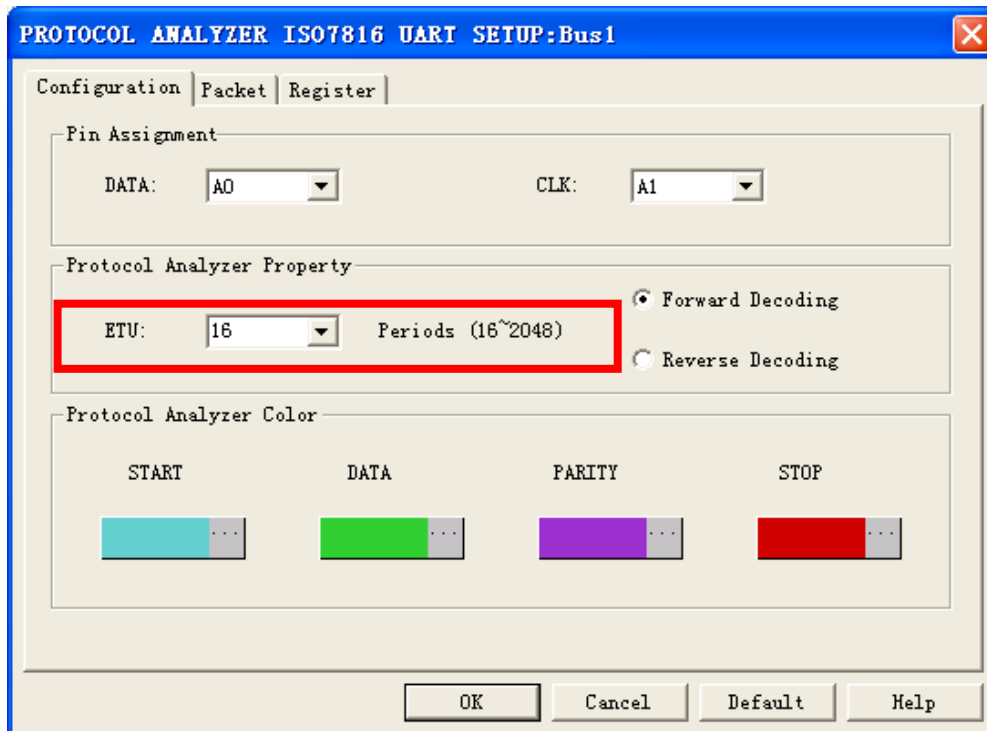 PROTOCOL ANALYZER ISO7816 UART SETUP:Bus1
Configuration Packet Register
Pin Assignment
DATA: A0 CLK: A1
Protocol Analyzer Property
Forward Decoding
ETU: 16 Periods (16~2048)
Reverse Decoding
Protocol Analyzer Color
START DATA PARITY STOP
... ... ... ...
OK Cancel Default Help